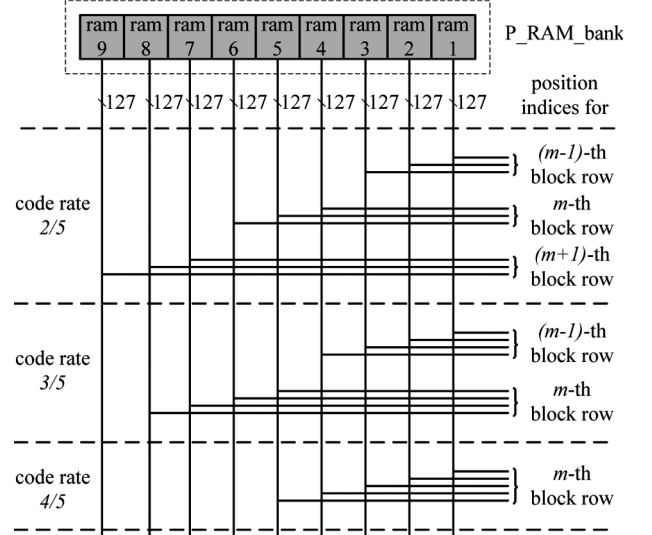 ram ram ram ram ram ram ram ram ram
9 8 7 6 5 4 3 2 1
P_RAM_bank
127 127 127 127 127 127 127 127 127
position
indices for
code rate
2/5
(m-1)-th
block row
m-th
block row
(m+1)-th
block row
code rate
3/5
(m-1)-th
block row
m-th
block row
code rate
4/5
m-th
block row